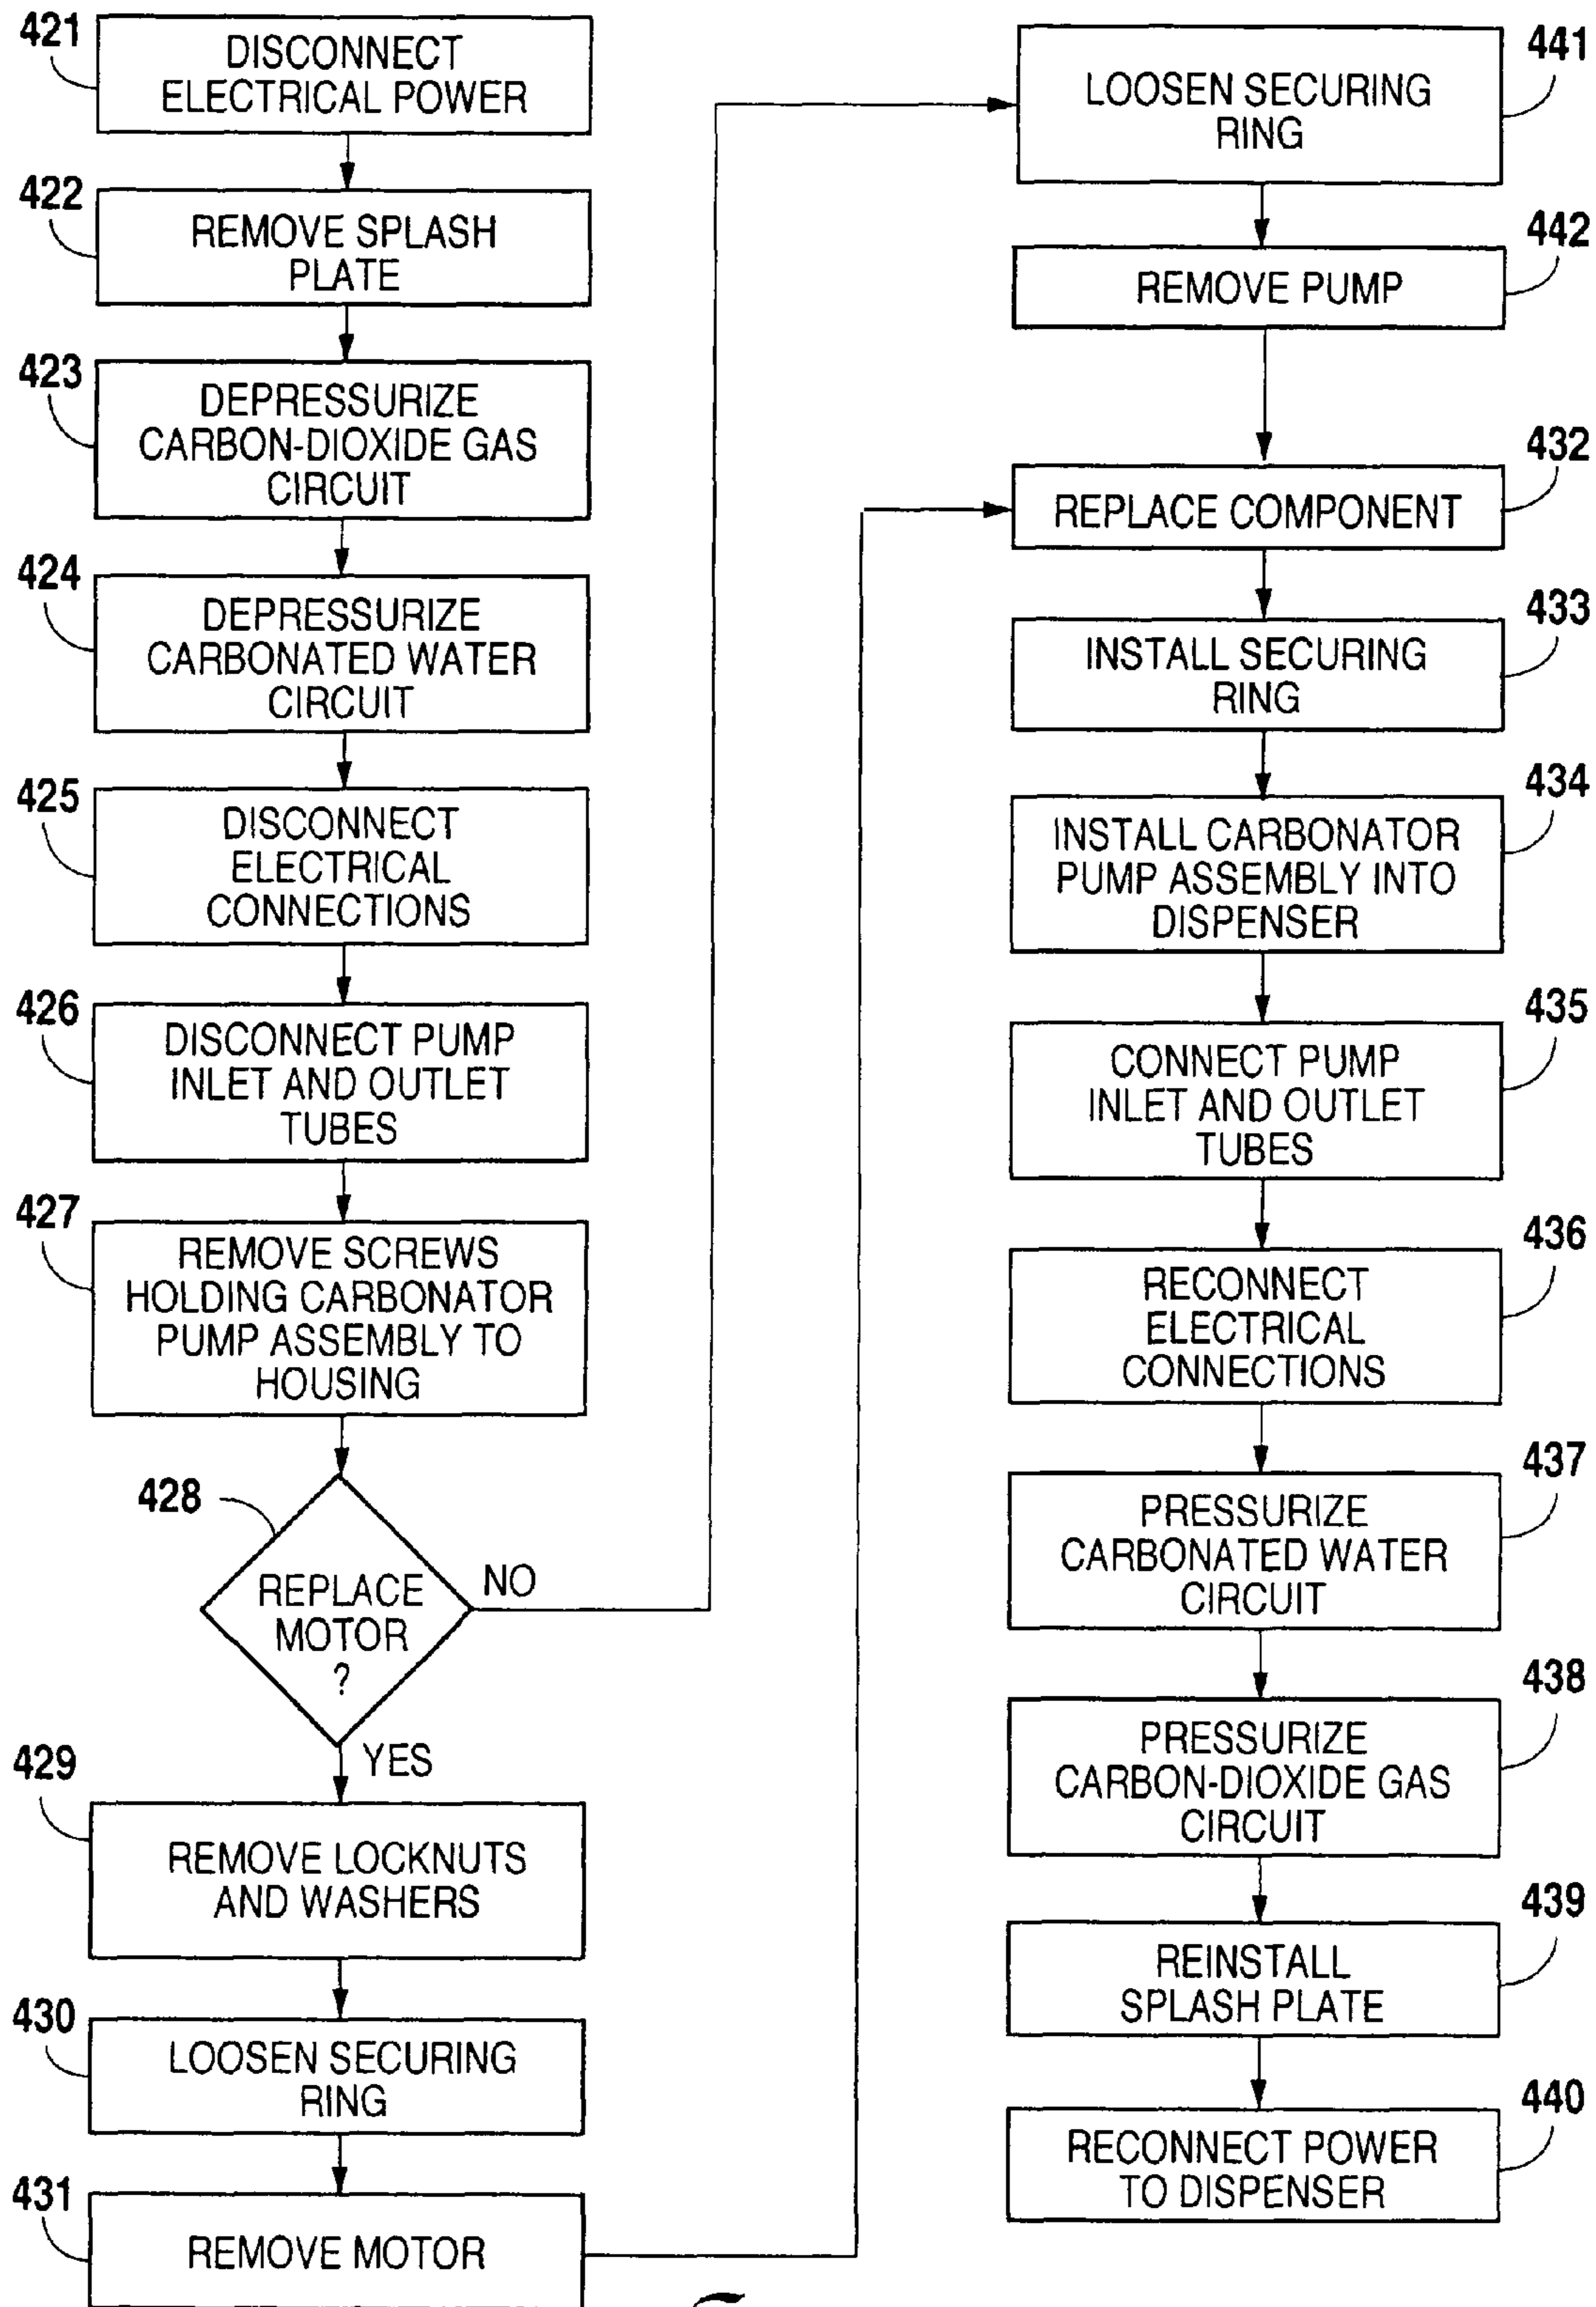 421
DISCONNECT
ELECTRICAL POWER
422
REMOVE SPLASH
PLATE
423
DEPRESSURIZE
CARBON-DIOXIDE GAS
CIRCUIT
424
DEPRESSURIZE
CARBONATED WATER
CIRCUIT
425
DISCONNECT
ELECTRICAL
CONNECTIONS
426
DISCONNECT PUMP
INLET AND OUTLET
TUBES
427
REMOVE SCREWS
HOLDING CARBONATOR
PUMP ASSEMBLY TO
HOUSING
428
REPLACE
MOTOR
?
NO
YES
429
REMOVE LOCKNUTS
AND WASHERS
430
LOOSEN SECURING
RING
431
REMOVE MOTOR
441
LOOSEN SECURING
RING
442
REMOVE PUMP
432
REPLACE COMPONENT
433
INSTALL SECURING
RING
434
INSTALL CARBONATOR
PUMP ASSEMBLY INTO
DISPENSER
435
CONNECT PUMP
INLET AND OUTLET
TUBES
436
RECONNECT
ELECTRICAL
CONNECTIONS
437
PRESSURIZE
CARBONATED WATER
CIRCUIT
438
PRESSURIZE
CARBON-DIOXIDE GAS
CIRCUIT
439
REINSTALL
SPLASH PLATE
440
RECONNECT POWER
TO DISPENSER